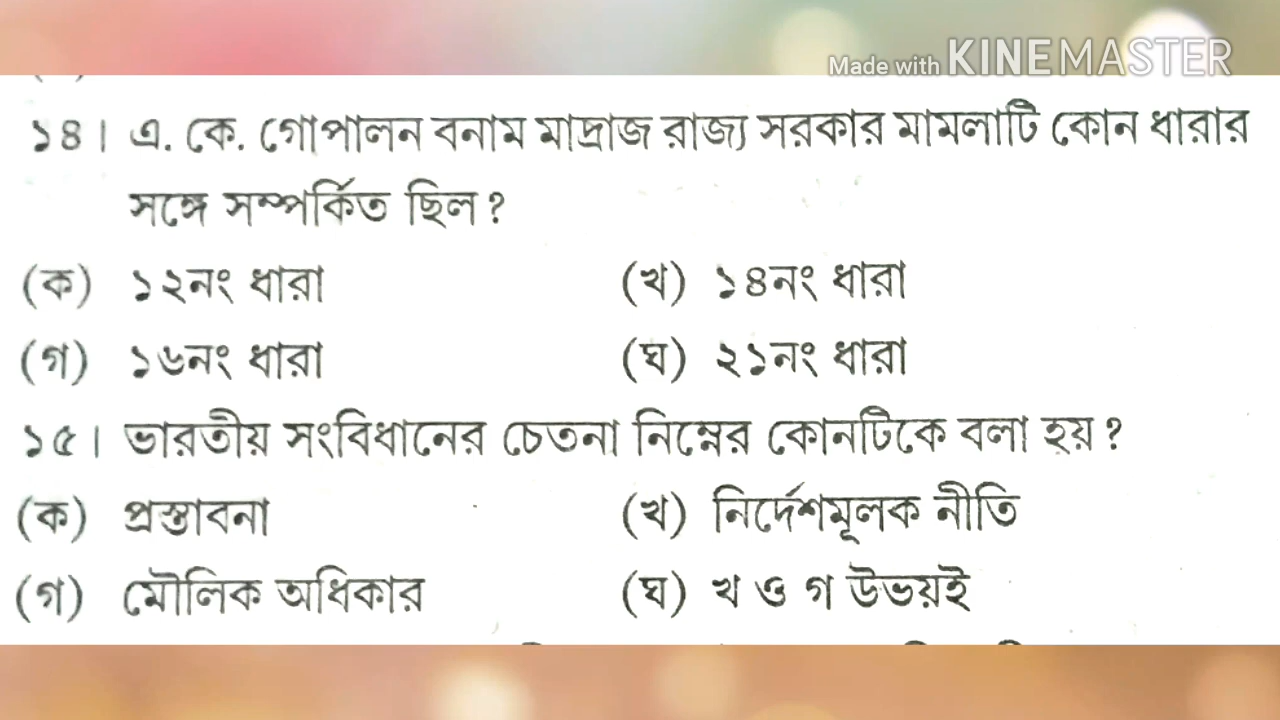 Made with KINEMASTER
১৪। এ. কে. গোপালন বনাম মাদ্রাজ রাজ্য সরকার মামলাটি কোন ধারার
সঙ্গে সম্পর্কিত ছিল?
(ক) ১২নং ধারা (খ) ১৪নং ধারা
(গ) ১৬নং ধারা (ঘ) ২১নং ধারা
১৫। ভারতীয় সংবিধানের চেতনা নিম্নের কোনটিকে বলা হয়?
(ক) প্রস্তাবনা (খ) নির্দেশমূলক নীতি
(গ) মৌলিক অধিকার (ঘ) খ ও গ উভয়ই